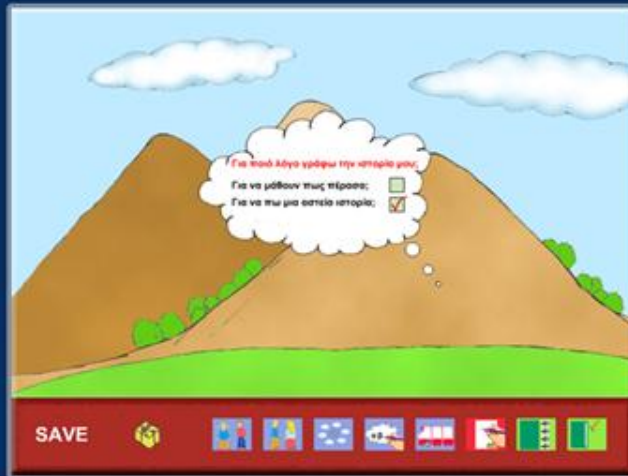 Για ποιό λόγο γράφω την ιστορία μου;
Για να μάθουν πως πέρασα;
Για να πω μια αστεία ιστορία;
SAVE